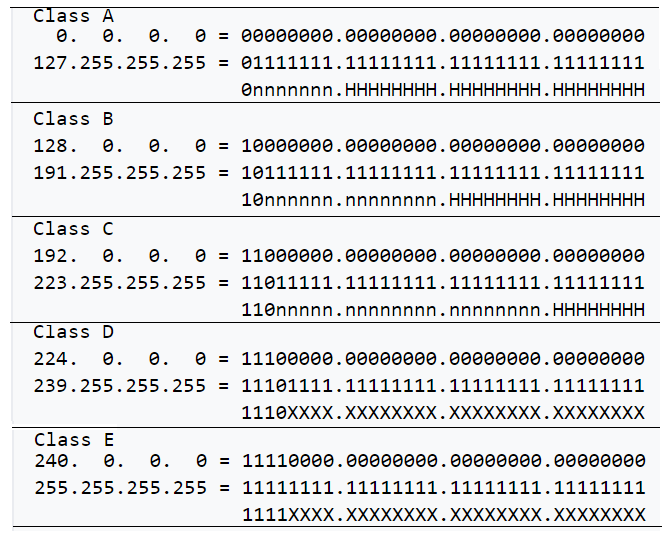 Class A
  0.  0.  0.  0 = 00000000.00000000.00000000.00000000
127.255.255.255 = 01111111.11111111.11111111.11111111
                  0nnnnnnn.HHHHHHHH.HHHHHHHH.HHHHHHHH
Class B
128.  0.  0.  0 = 10000000.00000000.00000000.00000000
191.255.255.255 = 10111111.11111111.11111111.11111111
                  10nnnnnn.nnnnnnnn.HHHHHHHH.HHHHHHHH
Class C
192.  0.  0.  0 = 11000000.00000000.00000000.00000000
223.255.255.255 = 11011111.11111111.11111111.11111111
                  110nnnnn.nnnnnnnn.nnnnnnnn.HHHHHHHH
Class D
224.  0.  0.  0 = 11100000.00000000.00000000.00000000
239.255.255.255 = 11101111.11111111.11111111.11111111
                  1110XXXX.XXXXXXXX.XXXXXXXX.XXXXXXXX
Class E
240.  0.  0.  0 = 11110000.00000000.00000000.00000000
255.255.255.255 = 11111111.11111111.11111111.11111111
                  1111XXXX.XXXXXXXX.XXXXXXXX.XXXXXXXX